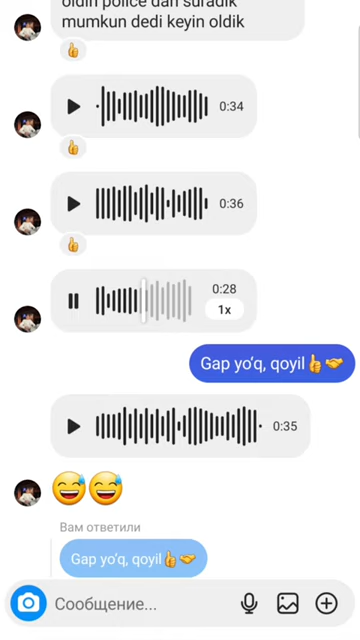 oldin police dan suradik
mumkun dedi keyin oldik
👍
0:34
👍
0:36
👍
0:28
1x
Gap yo‘q, qoyil👍🤝
0:35
😅😅
Вам ответили
Gap yo‘q, qoyil👍🤝
Сообщение...